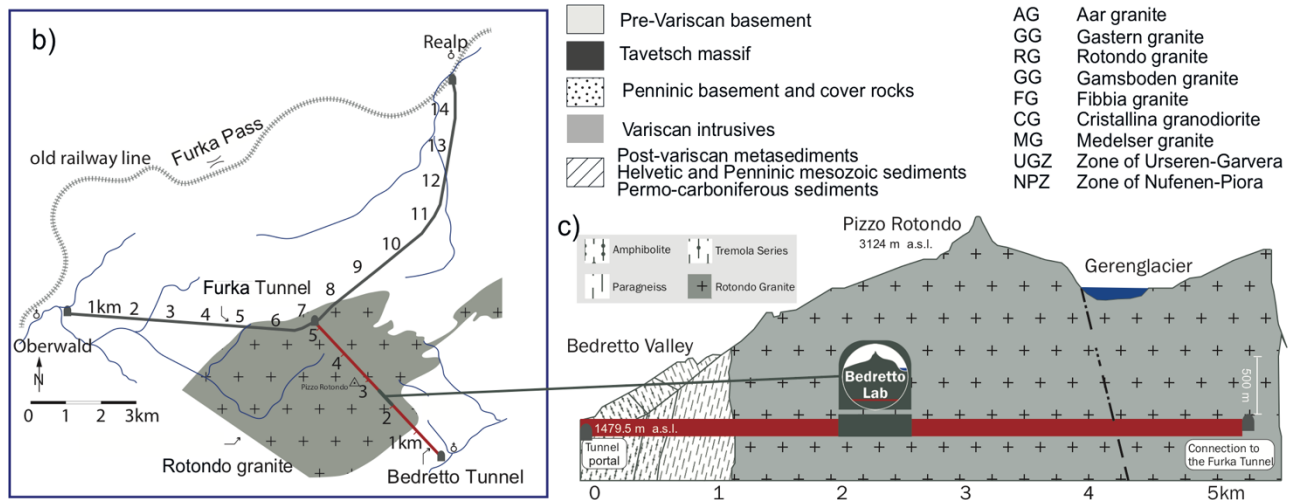 b)
Realp
14
13
12
11
10
9
8
7
Furka Pass
old railway line
Furka Tunnel
1km 2 3 4 5 6
5
4
Pizzo Rotondo
3
2
1km
Oberwald
N
0 1 2 3km
Rotondo granite
Bedretto Tunnel
Pre-Variscan basement
Tavetsch massif
Penninic basement and cover rocks
Variscan intrusives
Post-variscan metasediments
Helvetic and Penninic mesozoic sediments
Permo-carboniferous sediments
AG Aar granite
GG Gastern granite
RG Rotondo granite
GG Gamsboden granite
FG Fibbia granite
CG Cristallina granodiorite
MG Medelser granite
UGZ Zone of Urseren-Garvera
NPZ Zone of Nufenen-Piora
c)
Amphibolite
Tremola Series
Paragneiss
Rotondo Granite
Pizzo Rotondo
3124 m a.s.l.
Gerenglacier
Bedretto Valley
Bedretto
Lab
500 m
1479.5 m a.s.l.
Tunnel
portal
Connection to
the Furka Tunnel
0 1 2 3 4 5km